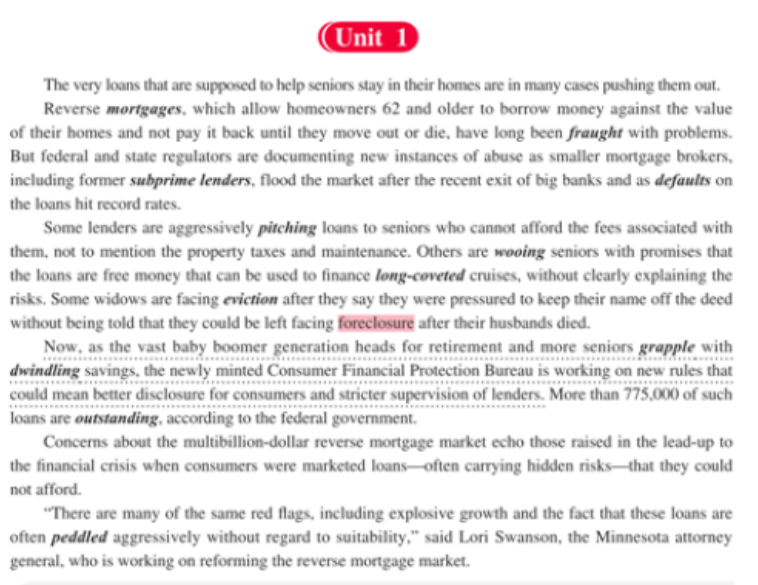 Unit 1
The very loans that are supposed to help seniors stay in their homes are in many cases pushing them out.
Reverse mortgages, which allow homeowners 62 and older to borrow money against the value
of their homes and not pay it back until they move out or die, have long been fraught with problems.
But federal and state regulators are documenting new instances of abuse as smaller mortgage brokers,
including former subprime lenders, flood the market after the recent exit of big banks and as defaults on
the loans hit record rates.
Some lenders are aggressively pitching loans to seniors who cannot afford the fees associated with
them, not to mention the property taxes and maintenance. Others are wooing seniors with promises that
the loans are free money that can be used to finance long-coveted cruises, without clearly explaining the
risks. Some widows are facing eviction after they say they were pressured to keep their name off the deed
without being told that they could be left facing foreclosure after their husbands died.
Now, as the vast baby boomer generation heads for retirement and more seniors grapple with
dwindling savings, the newly minted Consumer Financial Protection Bureau is working on new rules that
could mean better disclosure for consumers and stricter supervision of lenders. More than 775,000 of such
loans are outstanding, according to the federal government.
Concerns about the multibillion-dollar reverse mortgage market echo those raised in the lead-up to
the financial crisis when consumers were marketed loans—often carrying hidden risks—that they could
not afford.
“There are many of the same red flags, including explosive growth and the fact that these loans are
often peddled aggressively without regard to suitability,” said Lori Swanson, the Minnesota attorney
general, who is working on reforming the reverse mortgage market.